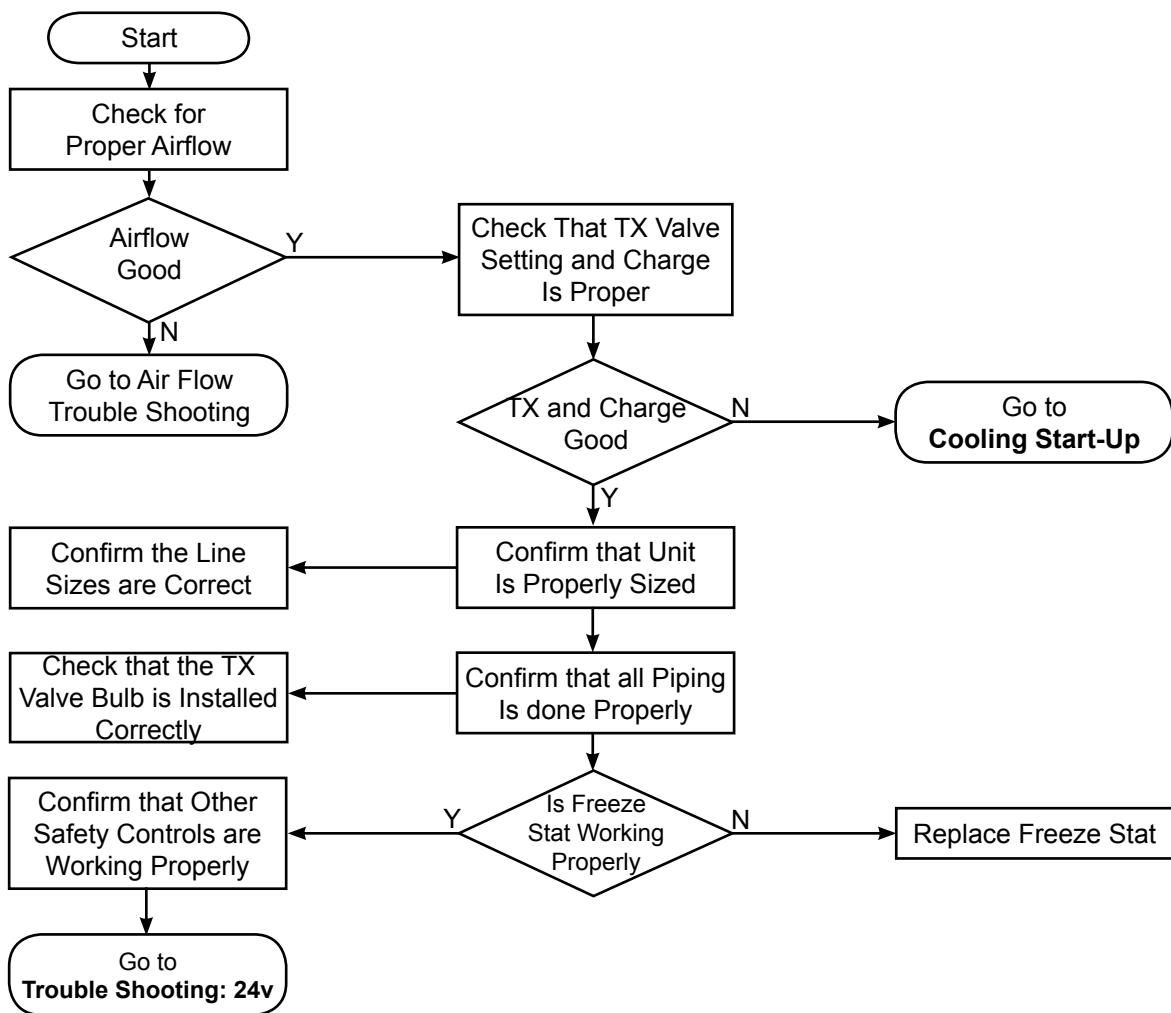 Start
Check for
Proper Airflow
Airflow
Good
Y
N
Go to Air Flow
Trouble Shooting
Check That TX Valve
Setting and Charge
Is Proper
TX and Charge
Good
N
Y
Go to
Cooling Start-Up
Confirm that Unit
Is Properly Sized
Confirm the Line
Sizes are Correct
Confirm that all Piping
Is done Properly
Check that the TX
Valve Bulb is Installed
Correctly
Is Freeze
Stat Working
Properly
Y
N
Replace Freeze Stat
Confirm that Other
Safety Controls are
Working Properly
Go to
Trouble Shooting: 24v